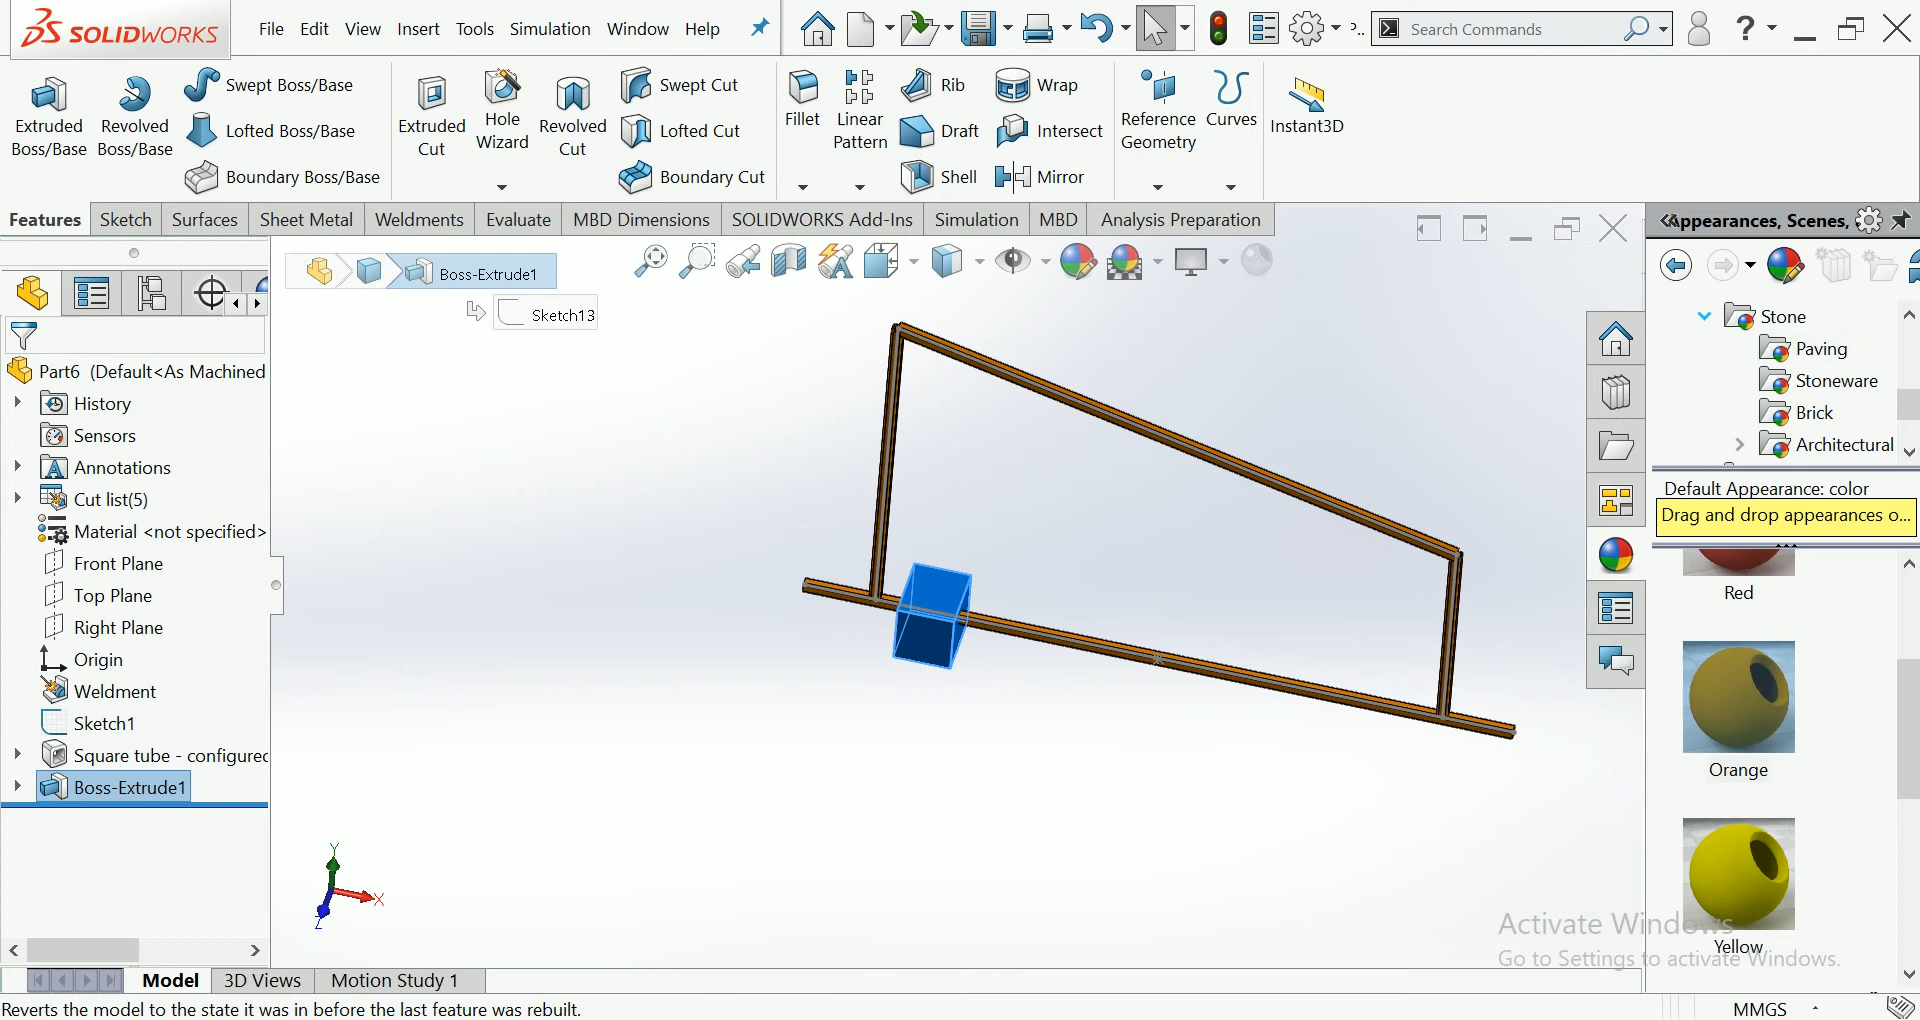 SOLIDWORKS File Edit View Insert Tools Simulation Window Help Search Commands ?
Extruded Boss/Base
Revolved Boss/Base
Swept Boss/Base
Lofted Boss/Base
Boundary Boss/Base
Extruded Cut
Hole Wizard
Revolved Cut
Swept Cut
Lofted Cut
Boundary Cut
Fillet
Linear Pattern
Rib
Draft
Shell
Wrap
Intersect
Mirror
Reference Geometry
Curves
Instant3D
Features Sketch Surfaces Sheet Metal Weldments Evaluate MBD Dimensions SOLIDWORKS Add-Ins Simulation MBD Analysis Preparation
Appearances, Scenes,
Boss-Extrude1
Sketch13
Part6 (Default<As Machined
History
Sensors
Annotations
Cut list(5)
Material <not specified>
Front Plane
Top Plane
Right Plane
Origin
Weldment
Sketch1
Square tube - configured
Boss-Extrude1
Y
X
Z
Stone
Paving
Stoneware
Brick
Architectural
Default Appearance: color
Drag and drop appearances o...
Red
Orange
Yellow
Activate Windows
Go to Settings to activate Windows.
Model 3D Views Motion Study 1
Reverts the model to the state it was in before the last feature was rebuilt.
MMGS